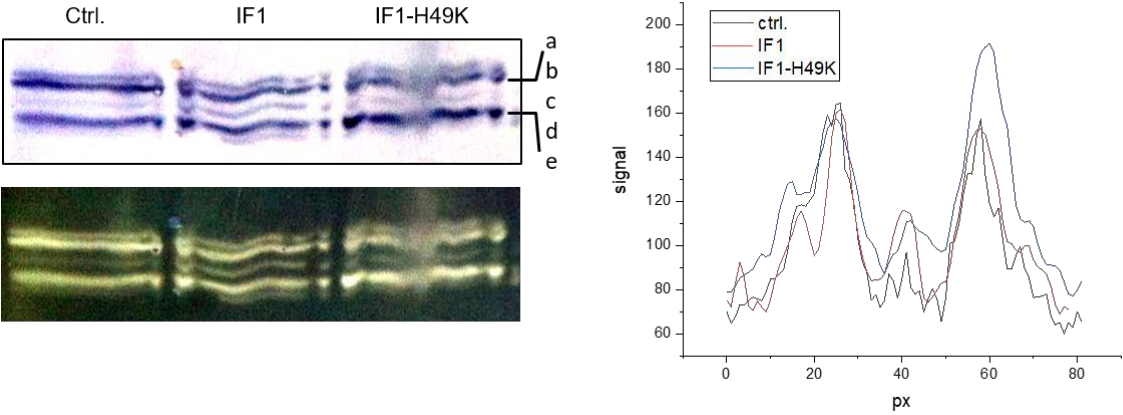 Ctrl. IF1 IF1-H49K
a
b
c
d
e
200
180
160
140
120
100
80
60
signal
ctrl.
IF1
IF1-H49K
0 20 40 60 80
px